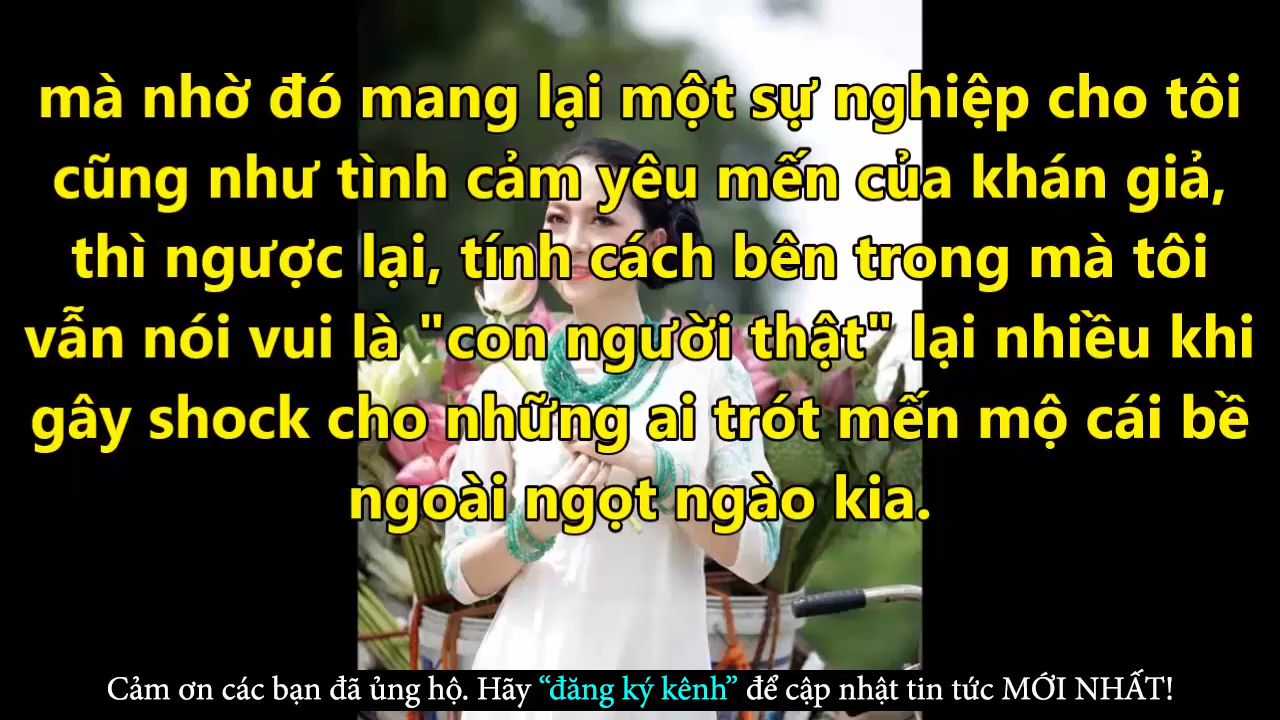 mà nhờ đó mang lại một sự nghiệp cho tôi
cũng như tình cảm yêu mến của khán giả,
thì ngược lại, tính cách bên trong mà tôi
vẫn nói vui là "con người thật" lại nhiều khi
gây shock cho những ai trót mến mộ cái bề
ngoài ngọt ngào kia.
Cảm ơn các bạn đã ủng hộ. Hãy “đăng ký kênh” để cập nhật tin tức MỚI NHẤT!